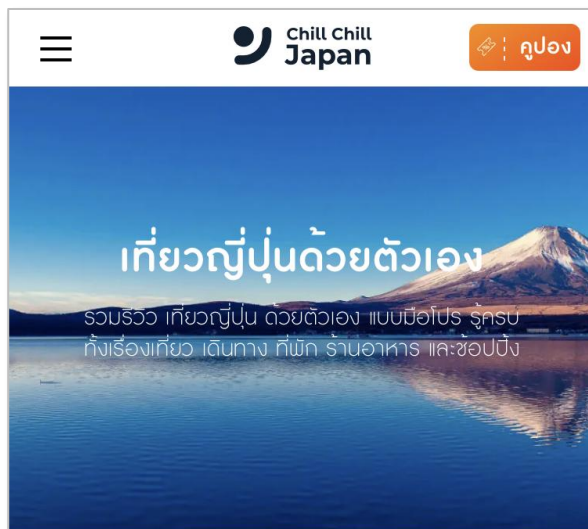 Chill Chill
Japan
คูปอง
เที่ยวญี่ปุ่นด้วยตัวเอง
รวมรีวิว เที่ยวญี่ปุ่น ด้วยตัวเอง แบบมือโปร รู้ครบ
ทั้งเรื่องเที่ยว เดินทาง ที่พัก ร้านอาหาร และช้อปปิ้ง